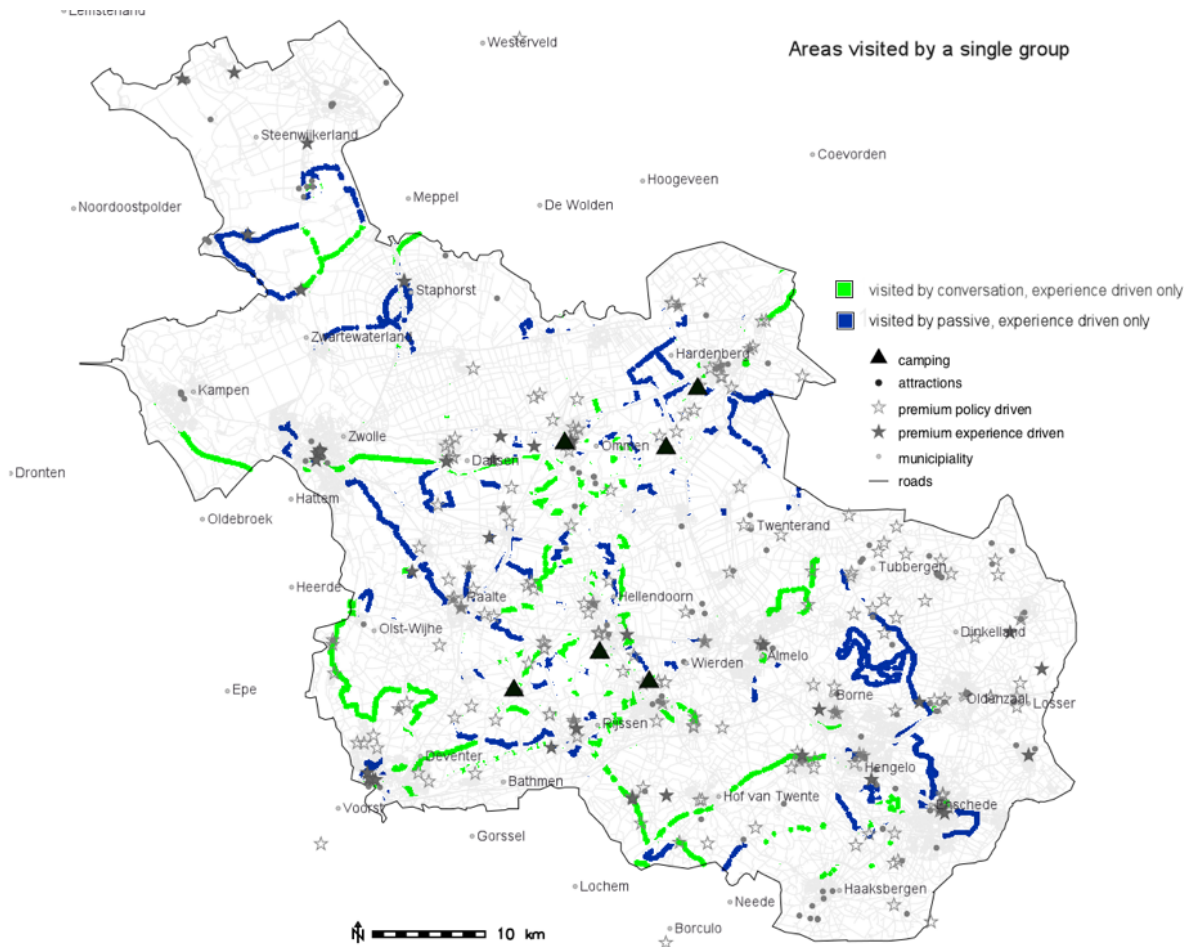 Eemsterland
Westerveld
Areas visited by a single group
Steenwijkerland
Coevorden
Hoogeveen
Noordoostpolder
Meppel
De Wolden
Staphorst
visited by conversation, experience driven only
visited by passive, experience driven only
Zwartewaterland
Hardenberg
camping
attractions
Kampen
premium policy driven
Zwolle
premium experience driven
Ommen
Dalfsen
municipiality
Dronten
roads
Hattem
Oldebroek
Twenterand
Tubbergen
Heerde
Raalte
Hellendoorn
Olst-Wijhe
Dinkelland
Almelo
Wierden
Epe
Borne
Oldenzaal
Losser
Rijssen
Deventer
Hengelo
Bathmen
Hof van Twente
Voorst
Enschede
Gorssel
Lochem
Haaksbergen
Neede
Borculo
N
10 km